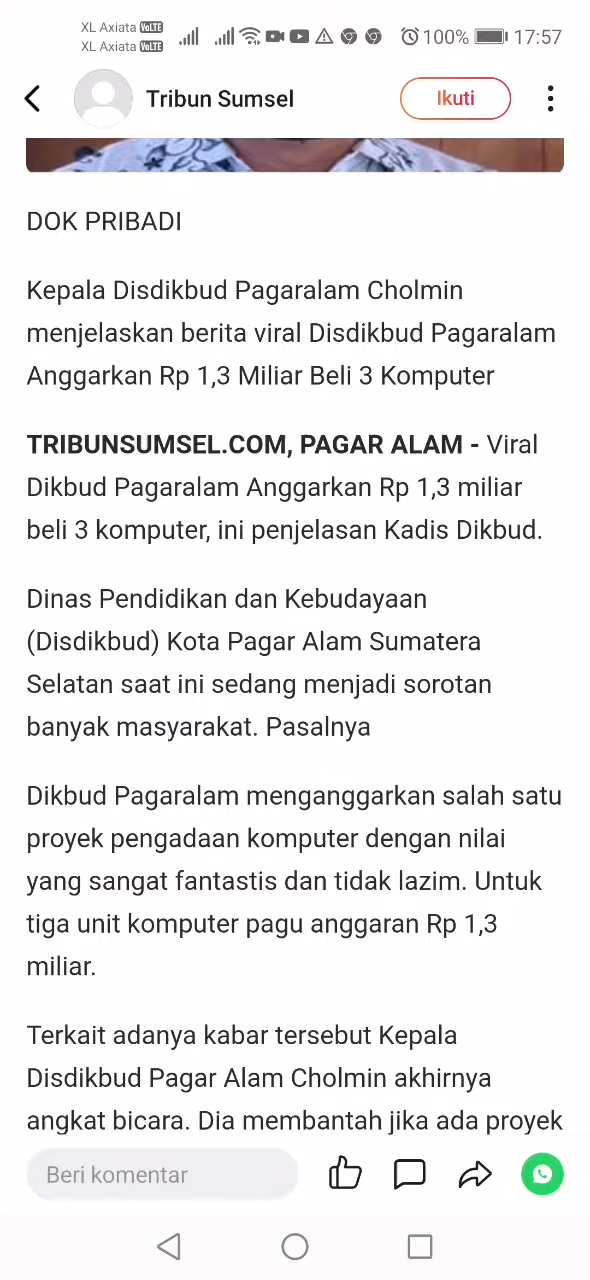 XL Axiata VoLTE
XL Axiata VoLTE
100% 17:57
Tribun Sumsel
Ikuti
DOK PRIBADI
Kepala Disdikbud Pagaralam Cholmin
menjelaskan berita viral Disdikbud Pagaralam
Anggarkan Rp 1,3 Miliar Beli 3 Komputer
TRIBUNSUMSEL.COM, PAGAR ALAM - Viral
Dikbud Pagaralam Anggarkan Rp 1,3 miliar
beli 3 komputer, ini penjelasan Kadis Dikbud.
Dinas Pendidikan dan Kebudayaan
(Disdikbud) Kota Pagar Alam Sumatera
Selatan saat ini sedang menjadi sorotan
banyak masyarakat. Pasalnya
Dikbud Pagaralam menganggarkan salah satu
proyek pengadaan komputer dengan nilai
yang sangat fantastis dan tidak lazim. Untuk
tiga unit komputer pagu anggaran Rp 1,3
miliar.
Terkait adanya kabar tersebut Kepala
Disdikbud Pagar Alam Cholmin akhirnya
angkat bicara. Dia membantah jika ada proyek
Beri komentar